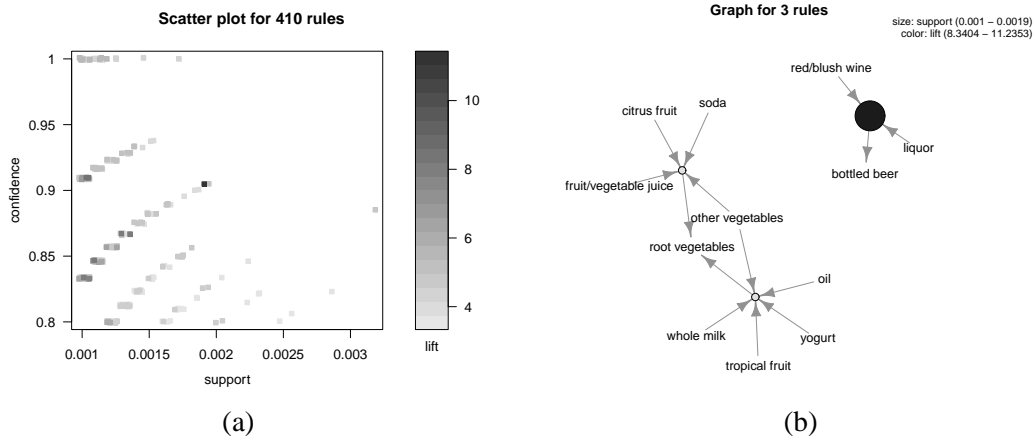 Scatter plot for 410 rules
1
0.95
0.9
0.85
0.8
confidence
0.001
0.0015
0.002
0.0025
0.003
support
10
8
6
4
lift
(a)
Graph for 3 rules
size: support (0.001 − 0.0019)
color: lift (8.3404 − 11.2353)
red/blush wine
citrus fruit
soda
liquor
bottled beer
fruit/vegetable juice
other vegetables
root vegetables
oil
whole milk
yogurt
tropical fruit
(b)